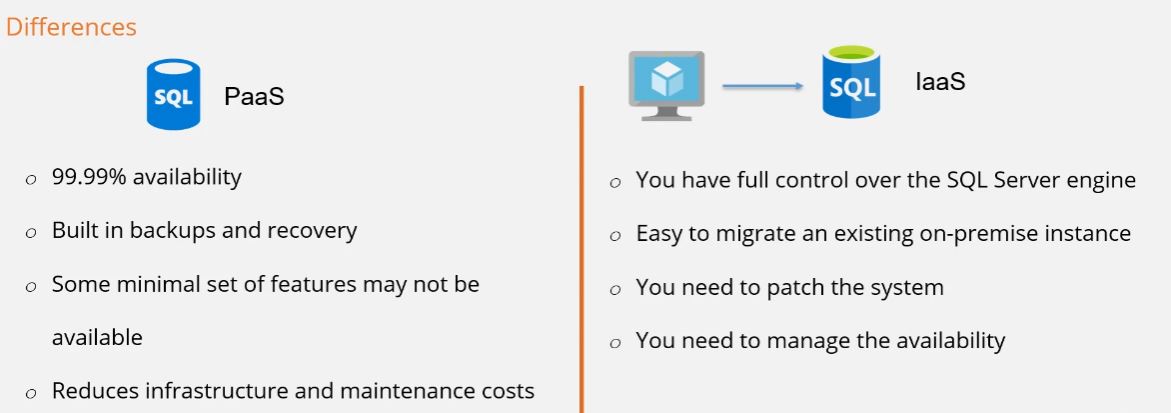 Differences
SQL PaaS
99.99% availability
Built in backups and recovery
Some minimal set of features may not be
available
Reduces infrastructure and maintenance costs
SQL IaaS
You have full control over the SQL Server engine
Easy to migrate an existing on-premise instance
You need to patch the system
You need to manage the availability